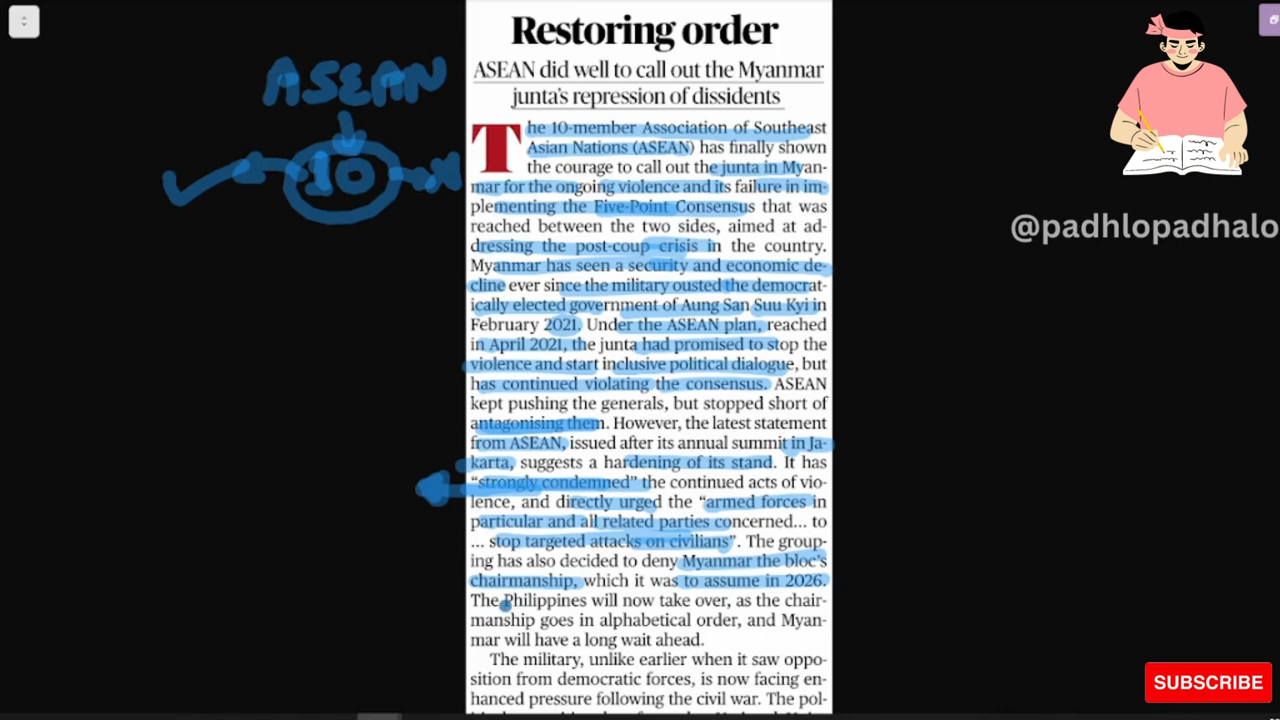 ASEAN
10
Restoring order
ASEAN did well to call out the Myanmar
junta's repression of dissidents
The 10-member Association of Southeast
Asian Nations (ASEAN) has finally shown
the courage to call out the junta in Myan-
mar for the ongoing violence and its failure in im-
plementing the Five-Point Consensus that was
reached between the two sides, aimed at ad-
dressing the post-coup crisis in the country.
Myanmar has seen a security and economic de-
cline ever since the military ousted the democrat-
ically elected government of Aung San Suu Kyi in
February 2021. Under the ASEAN plan, reached
in April 2021, the junta had promised to stop the
violence and start inclusive political dialogue, but
has continued violating the consensus. ASEAN
kept pushing the generals, but stopped short of
antagonising them. However, the latest statement
from ASEAN, issued after its annual summit in Ja-
karta, suggests a hardening of its stand. It has
“strongly condemned” the continued acts of vio-
lence, and directly urged the “armed forces in
particular and all related parties concerned... to
... stop targeted attacks on civilians”. The group-
ing has also decided to deny Myanmar the bloc's
chairmanship, which it was to assume in 2026.
The Philippines will now take over, as the chair-
manship goes in alphabetical order, and Myan-
mar will have a long wait ahead.
The military, unlike earlier when it saw oppo-
sition from democratic forces, is now facing en-
hanced pressure following the civil war. The pol-
@padhlopadhalo
SUBSCRIBE